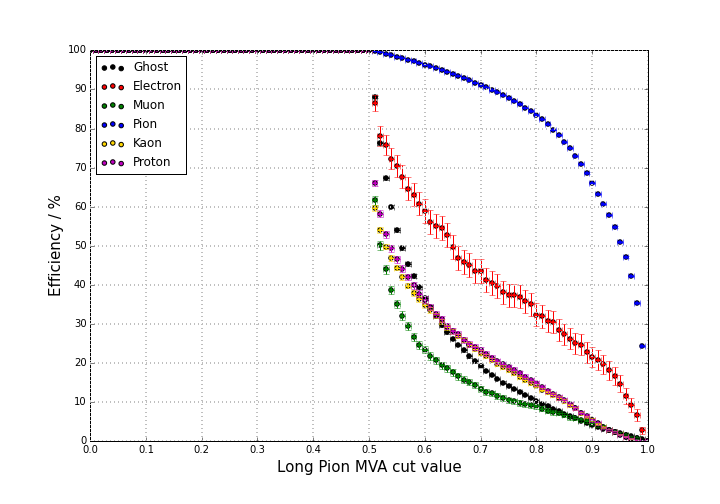 100
90
80
70
60
50
40
30
20
10
0
Efficiency / %
Ghost
Electron
Muon
Pion
Kaon
Proton
0.0 0.1 0.2 0.3 0.4 0.5 0.6 0.7 0.8 0.9 1.0
Long Pion MVA cut value